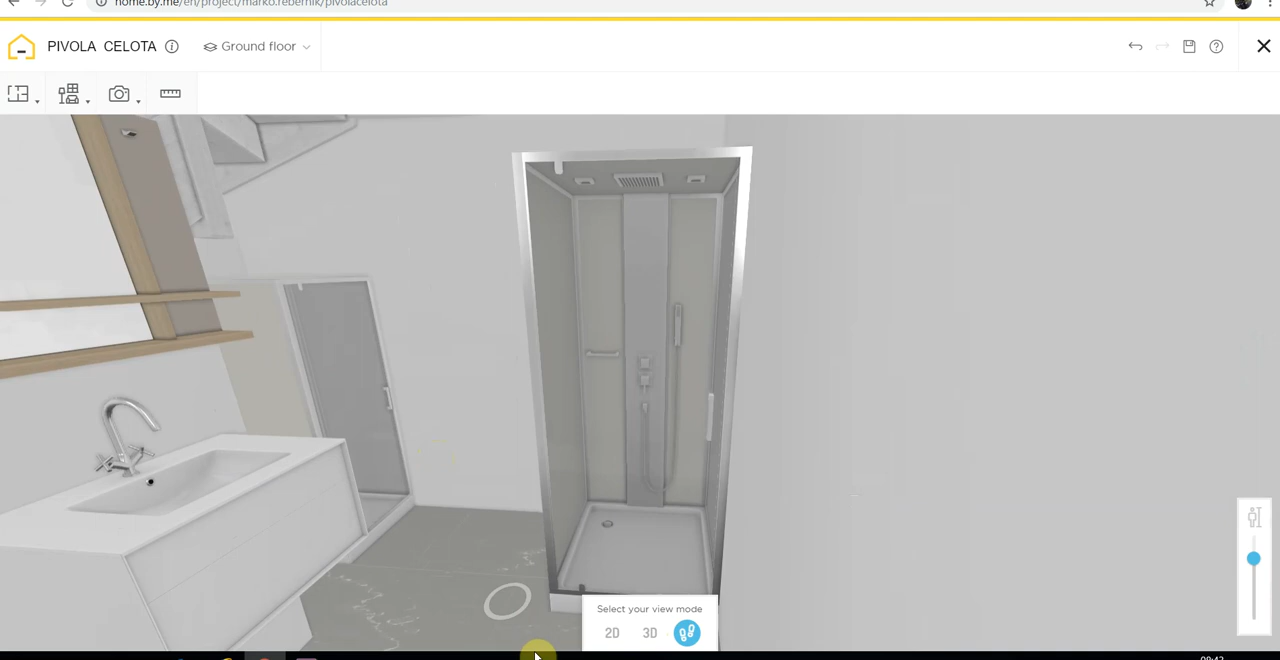 home.by.me/en/project/marko.rebernik/pivolacelota
PIVOLA CELOTA
Ground floor
Select your view mode
2D
3D